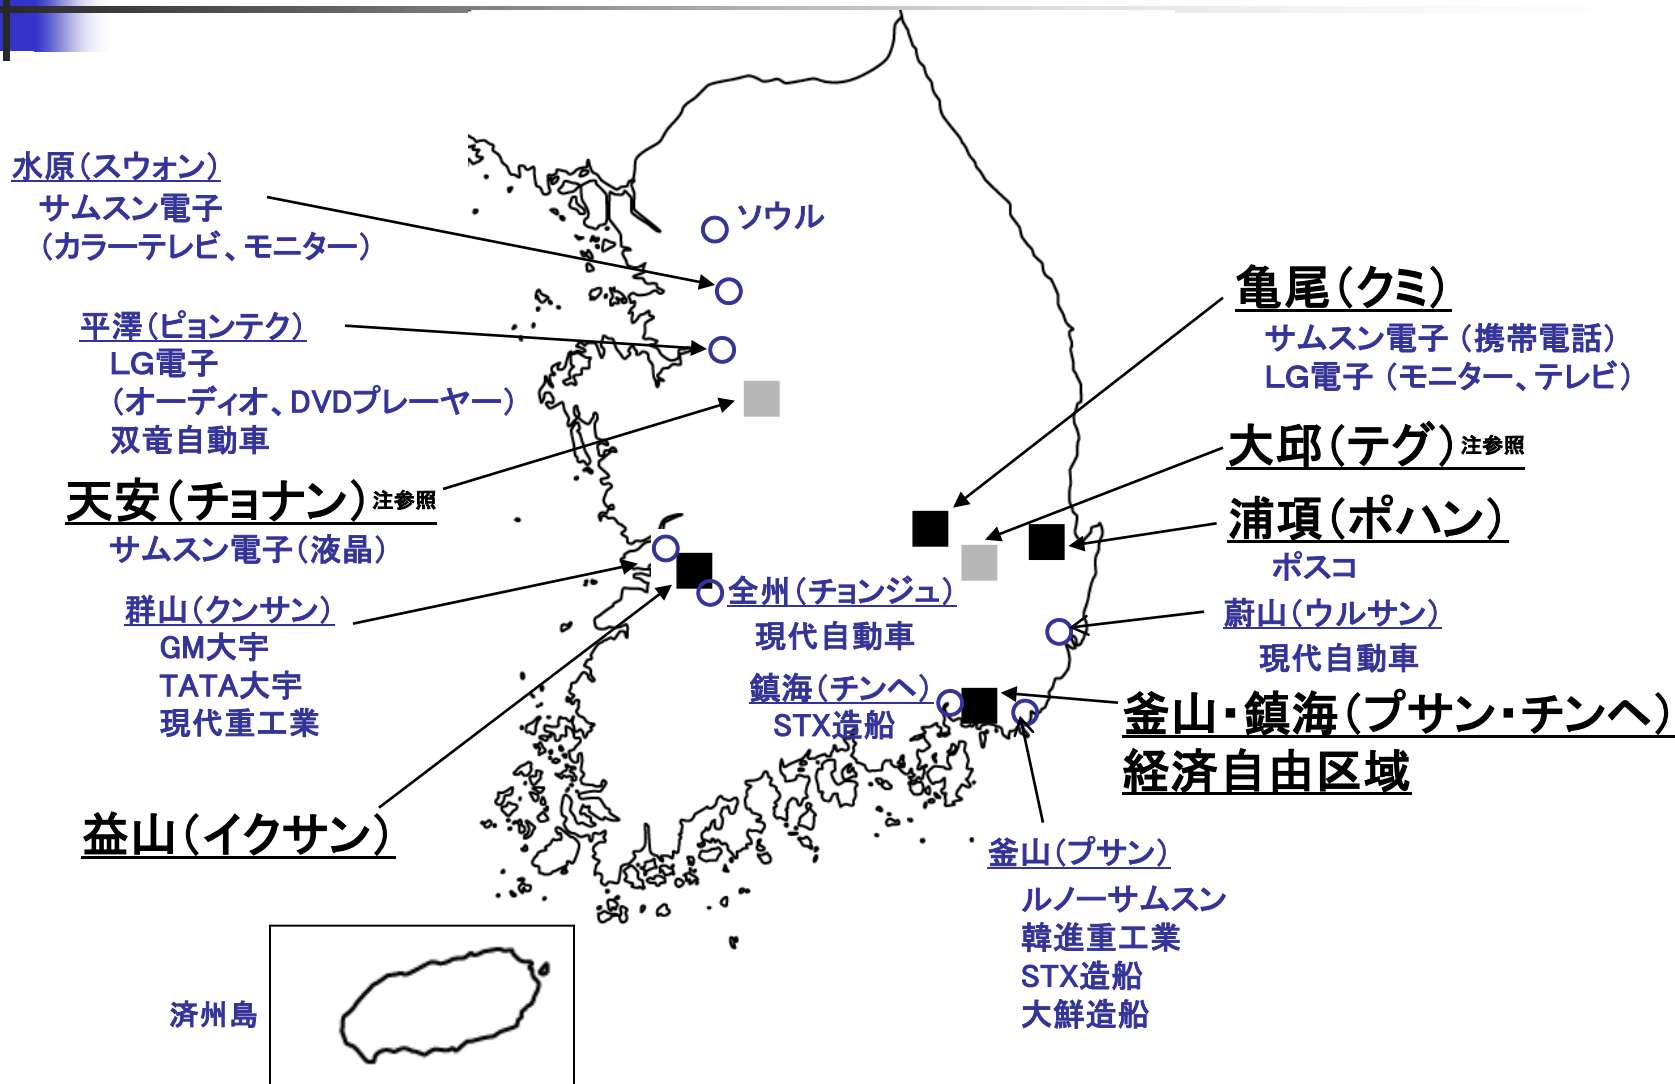 水原（スウォン）
サムスン電子
（カラーテレビ、モニター）
ソウル
平澤（ピョンテク）
LG電子
（オーディオ、DVDプレーヤー）
双竜自動車
天安（チョナン）注参照
サムスン電子（液晶）
群山（クンサン）
GM大宇
TATA大宇
現代重工業
益山（イクサン）
全州（チョンジュ）
現代自動車
鎮海（チンヘ）
STX造船
亀尾（クミ）
サムスン電子（携帯電話）
LG電子（モニター、テレビ）
大邱（テグ）注参照
浦項（ポハン）
ポスコ
蔚山（ウルサン）
現代自動車
釜山・鎮海（プサン・チンヘ）
経済自由区域
釜山（プサン）
ルノーサムスン
韓進重工業
STX造船
大鮮造船
済州島